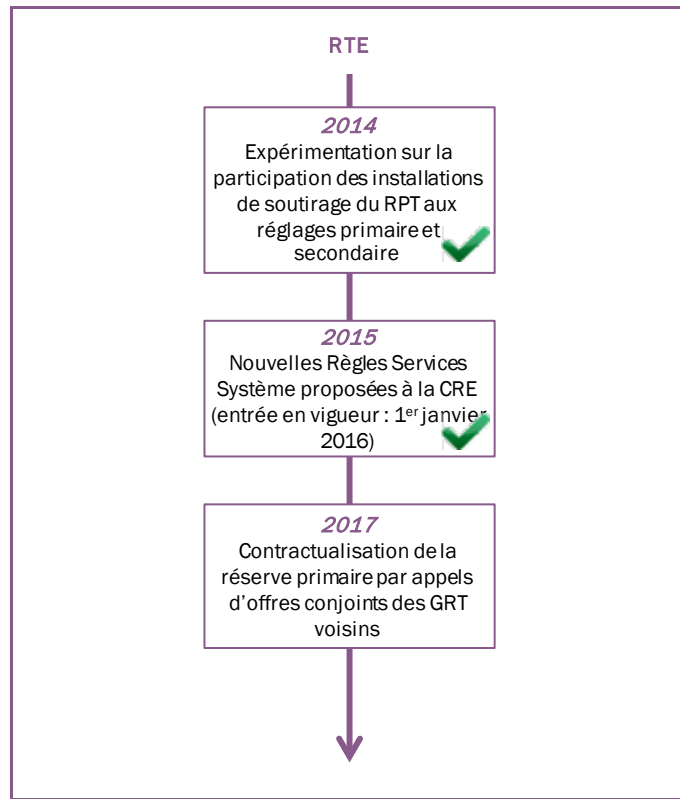 RTE
2014
Expérimentation sur la
participation des installations
de soutirage du RPT aux
réglages primaire et
secondaire
2015
Nouvelles Règles Services
Système proposées à la CRE
(entrée en vigueur : 1er janvier
2016)
2017
Contractualisation de la
réserve primaire par appels
d'offres conjoints des GRT
voisins